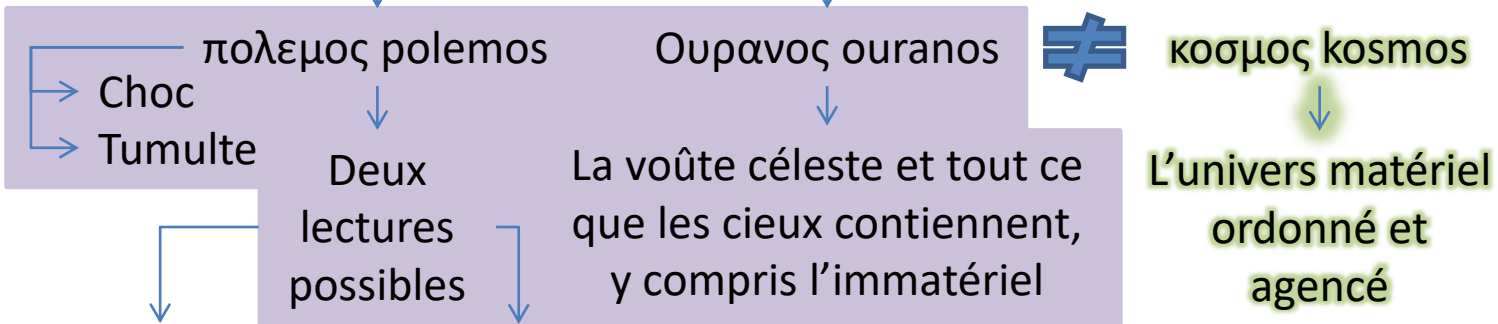 πολεμος polemos
Choc
Tumulte
Deux
lectures
possibles
Ουρανος ouranos
La voûte céleste et tout ce
que les cieux contiennent,
y compris l’immatériel
≠
κοσμος kosmos
L’univers matériel
ordonné et
agencé